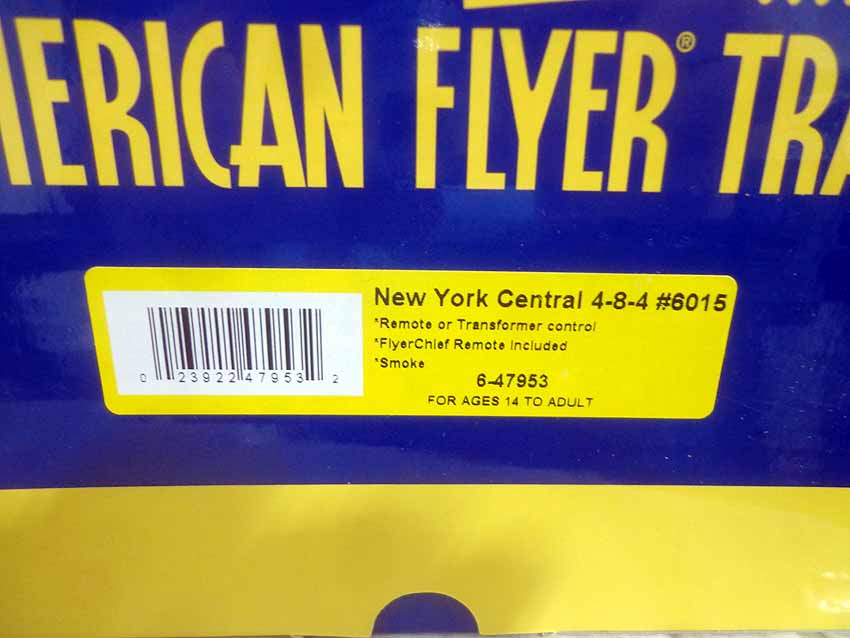 MERICAN FLYER® TRA
New York Central 4-8-4 #6015
*Remote or Transformer control
*FlyerChief Remote Included
*Smoke
6-47953
FOR AGES 14 TO ADULT
0 23922 47953 2